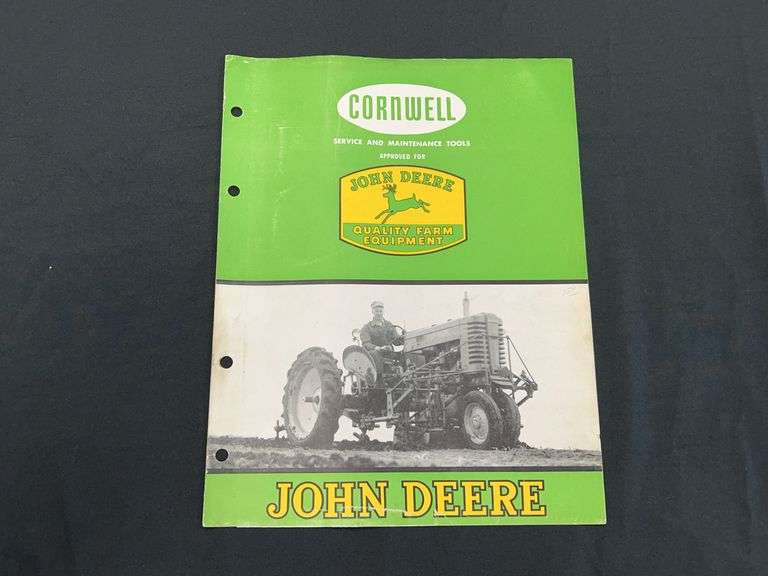 CORNWELL
SERVICE AND MAINTENANCE TOOLS
APPROVED FOR
JOHN DEERE
QUALITY FARM
EQUIPMENT
JOHN DEERE